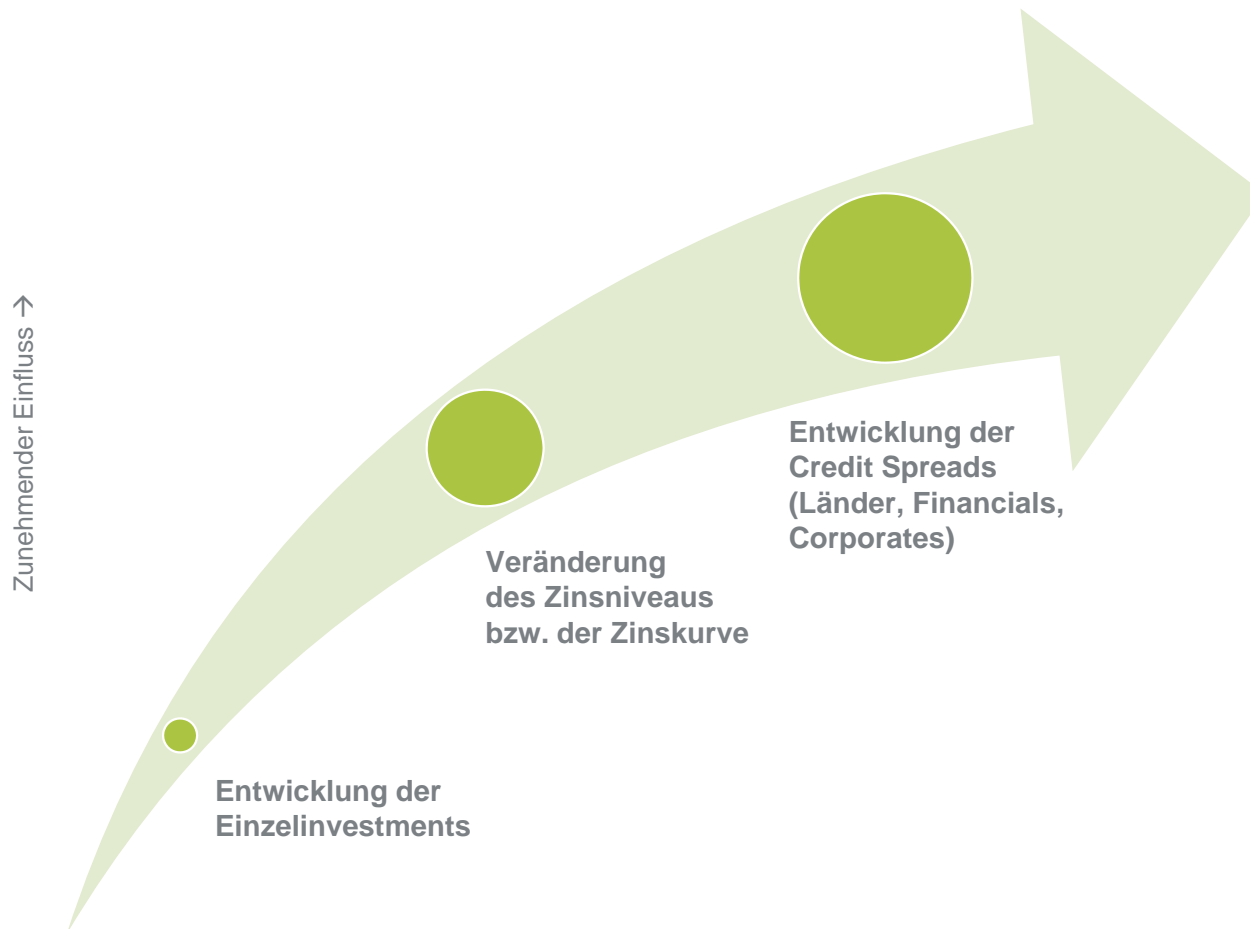 Zunehmender Einfluss →
Entwicklung der
Credit Spreads
(Länder, Financials,
Corporates)
Veränderung
des Zinsniveaus
bzw. der Zinskurve
Entwicklung der
Einzelinvestments